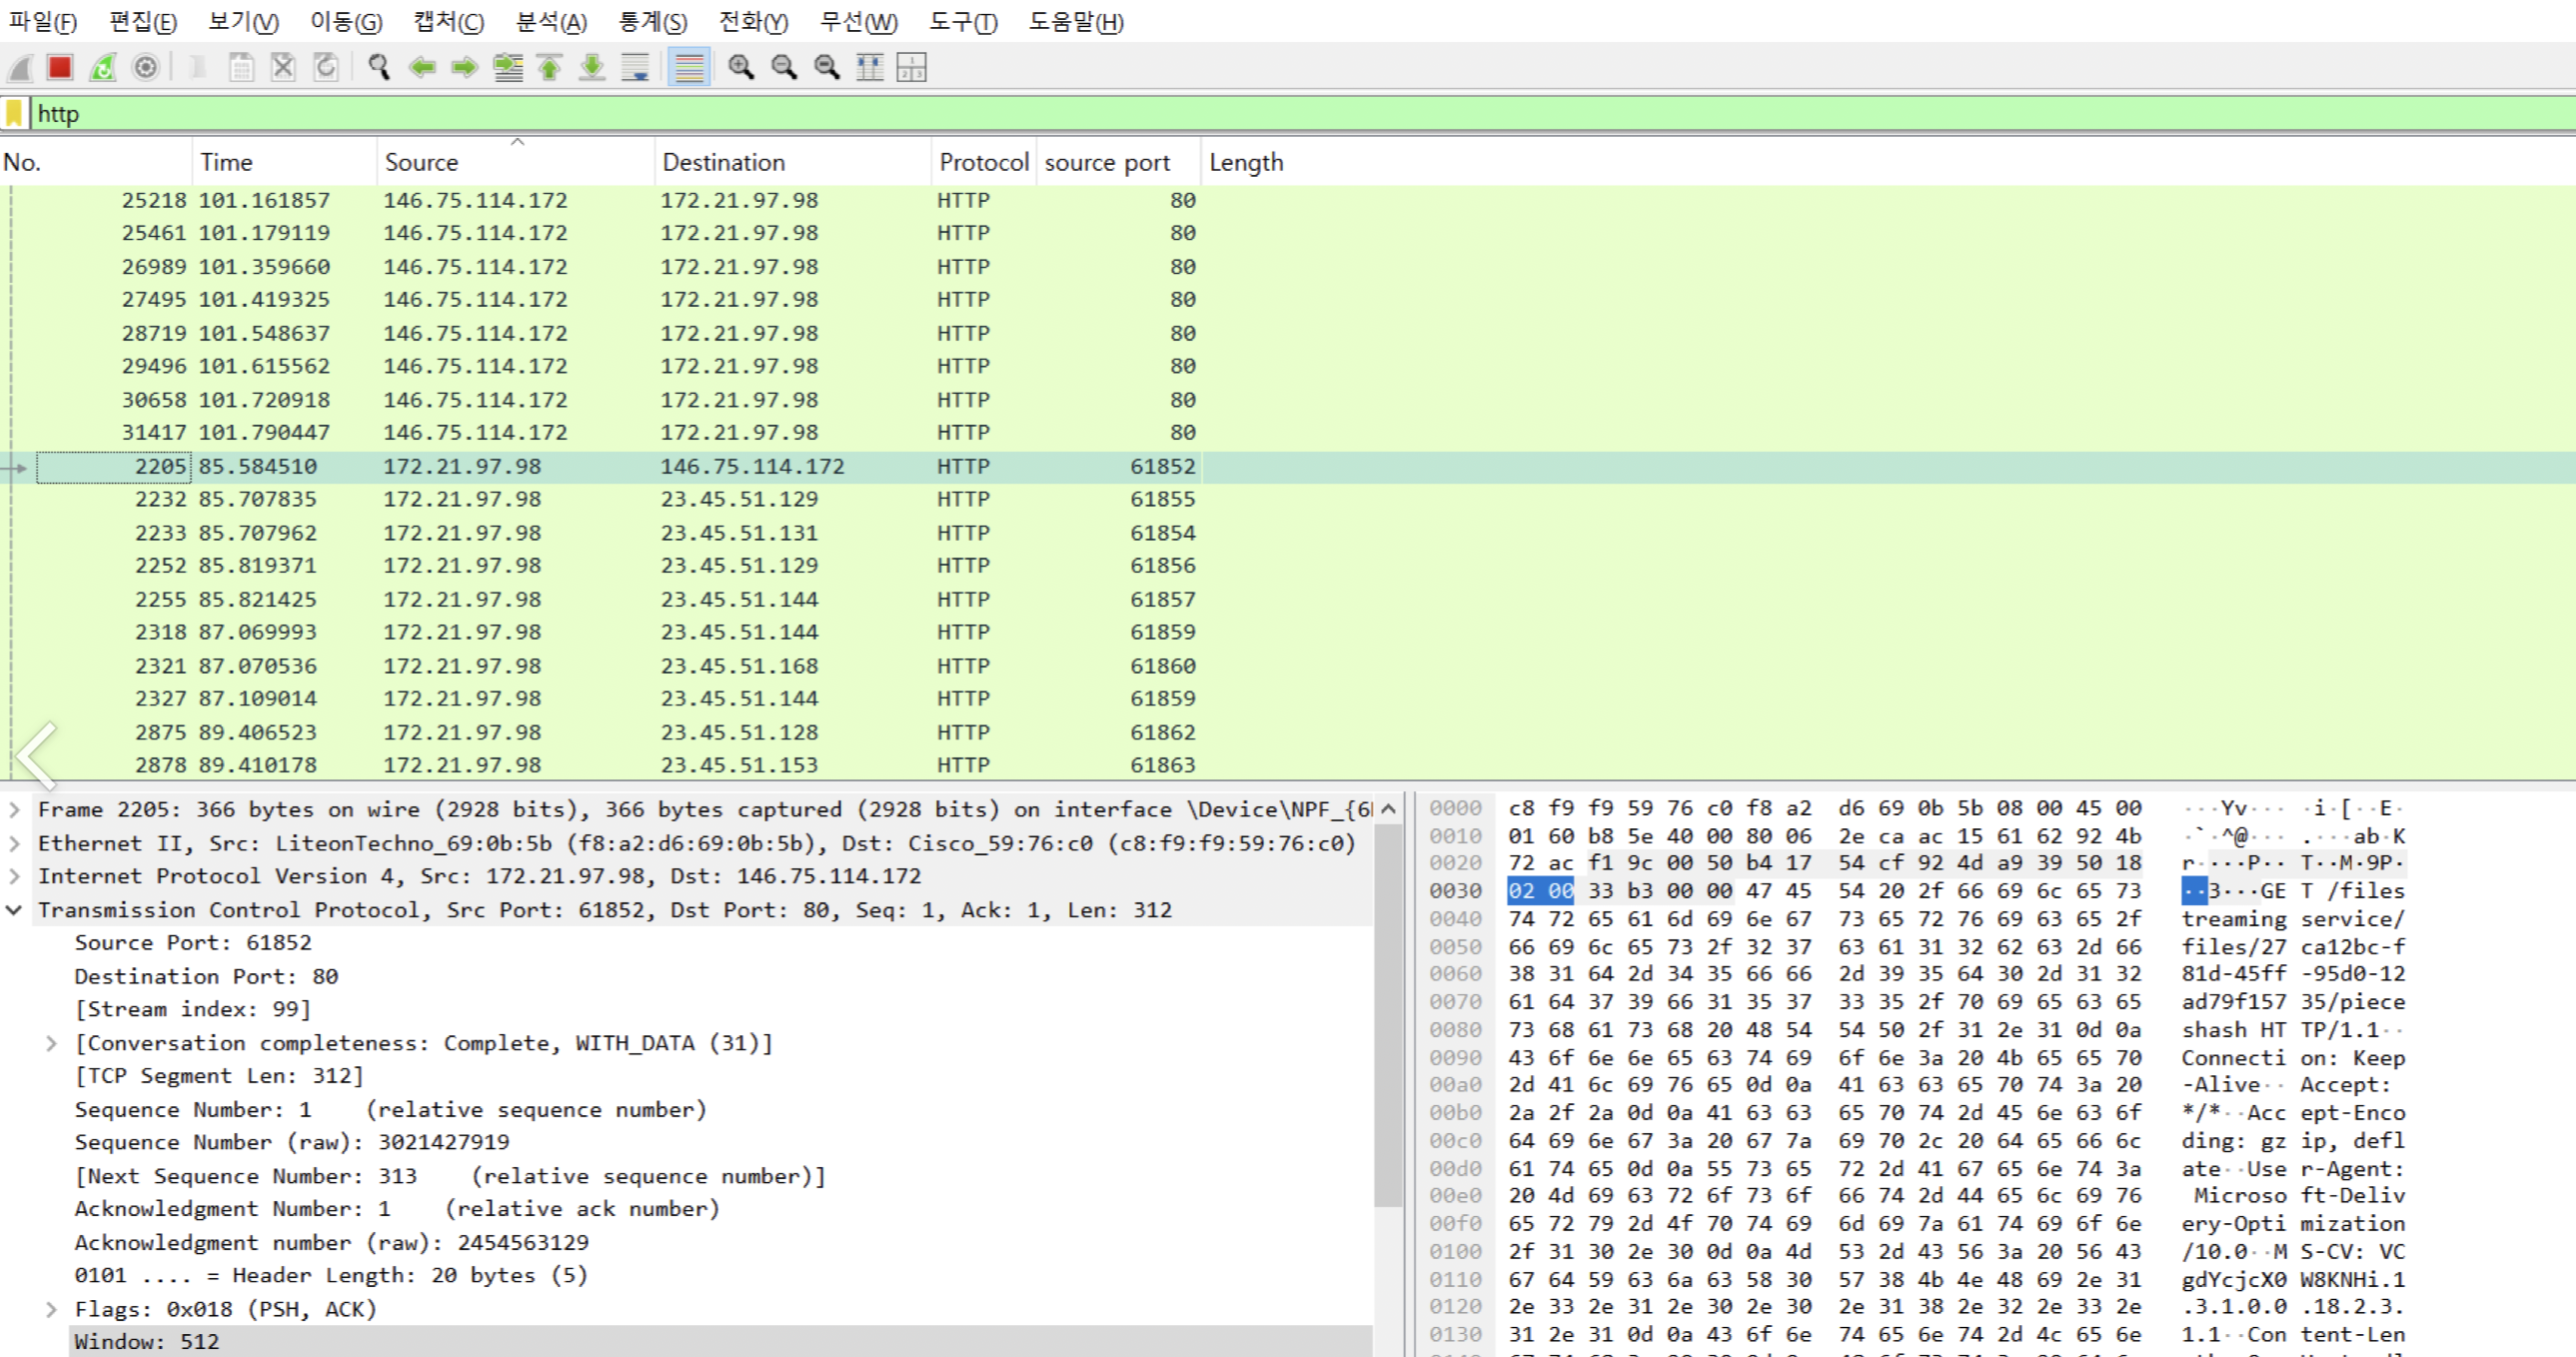 파일(F) 편집(E) 보기(V) 이동(G) 캡처(C) 분석(A) 통계(S) 전화(Y) 무선(W) 도구(T) 도움말(H)
http
No. Time Source Destination Protocol source port Length
25218 101.161857 146.75.114.172 172.21.97.98 HTTP 80
25461 101.179119 146.75.114.172 172.21.97.98 HTTP 80
26989 101.359660 146.75.114.172 172.21.97.98 HTTP 80
27495 101.419325 146.75.114.172 172.21.97.98 HTTP 80
28719 101.548637 146.75.114.172 172.21.97.98 HTTP 80
29496 101.615562 146.75.114.172 172.21.97.98 HTTP 80
30658 101.720918 146.75.114.172 172.21.97.98 HTTP 80
31417 101.790447 146.75.114.172 172.21.97.98 HTTP 80
2205 85.584510 172.21.97.98 146.75.114.172 HTTP 61852
2232 85.707835 172.21.97.98 23.45.51.129 HTTP 61855
2233 85.707962 172.21.97.98 23.45.51.131 HTTP 61854
2252 85.819371 172.21.97.98 23.45.51.129 HTTP 61856
2255 85.821425 172.21.97.98 23.45.51.144 HTTP 61857
2318 87.069993 172.21.97.98 23.45.51.144 HTTP 61859
2321 87.070536 172.21.97.98 23.45.51.168 HTTP 61860
2327 87.109014 172.21.97.98 23.45.51.144 HTTP 61859
2875 89.406523 172.21.97.98 23.45.51.128 HTTP 61862
2878 89.410178 172.21.97.98 23.45.51.153 HTTP 61863
Frame 2205: 366 bytes on wire (2928 bits), 366 bytes captured (2928 bits) on interface \Device\NPF_{6
Ethernet II, Src: LiteonTechno_69:0b:5b (f8:a2:d6:69:0b:5b), Dst: Cisco_59:76:c0 (c8:f9:f9:59:76:c0)
Internet Protocol Version 4, Src: 172.21.97.98, Dst: 146.75.114.172
Transmission Control Protocol, Src Port: 61852, Dst Port: 80, Seq: 1, Ack: 1, Len: 312
Source Port: 61852
Destination Port: 80
[Stream index: 99]
[Conversation completeness: Complete, WITH_DATA (31)]
[TCP Segment Len: 312]
Sequence Number: 1 (relative sequence number)
Sequence Number (raw): 3021427919
[Next Sequence Number: 313 (relative sequence number)]
Acknowledgment Number: 1 (relative ack number)
Acknowledgment number (raw): 2454563129
0101 .... = Header Length: 20 bytes (5)
Flags: 0x018 (PSH, ACK)
Window: 512
0000 c8 f9 f9 59 76 c0 f8 a2 d6 69 0b 5b 08 00 45 00 ···Yv··· ·i·[··E·
0010 01 60 b8 5e 40 00 80 06 2e ca ac 15 61 62 92 4b ·`·^@··· .···ab·K
0020 72 ac f1 9c 00 50 b4 17 54 cf 92 4d a9 39 50 18 r····P·· T··M·9P·
0030 02 00 33 b3 00 00 47 45 54 20 2f 66 69 6c 65 73 ··3···GE T /files
0040 74 72 65 61 6d 69 6e 67 73 65 72 76 69 63 65 2f treaming service/
0050 66 69 6c 65 73 2f 32 37 63 61 31 32 62 63 2d 66 files/27 ca12bc-f
0060 38 31 64 2d 34 35 66 66 2d 39 35 64 30 2d 31 32 81d-45ff -95d0-12
0070 61 64 37 39 66 31 35 37 33 35 2f 70 69 65 63 65 ad79f157 35/piece
0080 73 68 61 73 68 20 48 54 54 50 2f 31 2e 31 0d 0a shash HT TP/1.1··
0090 43 6f 6e 6e 65 63 74 69 6f 6e 3a 20 4b 65 65 70 Connecti on: Keep
00a0 2d 41 6c 69 76 65 0d 0a 41 63 63 65 70 74 3a 20 -Alive·· Accept:
00b0 2a 2f 2a 0d 0a 41 63 63 65 70 74 2d 45 6e 63 6f */*··Acc ept-Enco
00c0 64 69 6e 67 3a 20 67 7a 69 70 2c 20 64 65 66 6c ding: gz ip, defl
00d0 61 74 65 0d 0a 55 73 65 72 2d 41 67 65 6e 74 3a ate··Use r-Agent:
00e0 20 4d 69 63 72 6f 73 6f 66 74 2d 44 65 6c 69 76 Microso ft-Deliv
00f0 65 72 79 2d 4f 70 74 69 6d 69 7a 61 74 69 6f 6e ery-Opti mization
0100 2f 31 30 2e 30 0d 0a 4d 53 2d 43 56 3a 20 56 43 /10.0··M S-CV: VC
0110 67 64 59 63 6a 63 58 30 57 38 4b 4e 48 69 2e 31 gdYcjcX0 W8KNHi.1
0120 2e 33 2e 31 2e 30 2e 30 2e 31 38 2e 32 2e 33 2e .3.1.0.0 .18.2.3.
0130 31 2e 31 0d 0a 43 6f 6e 74 65 6e 74 2d 4c 65 6e 1.1··Con tent-Len